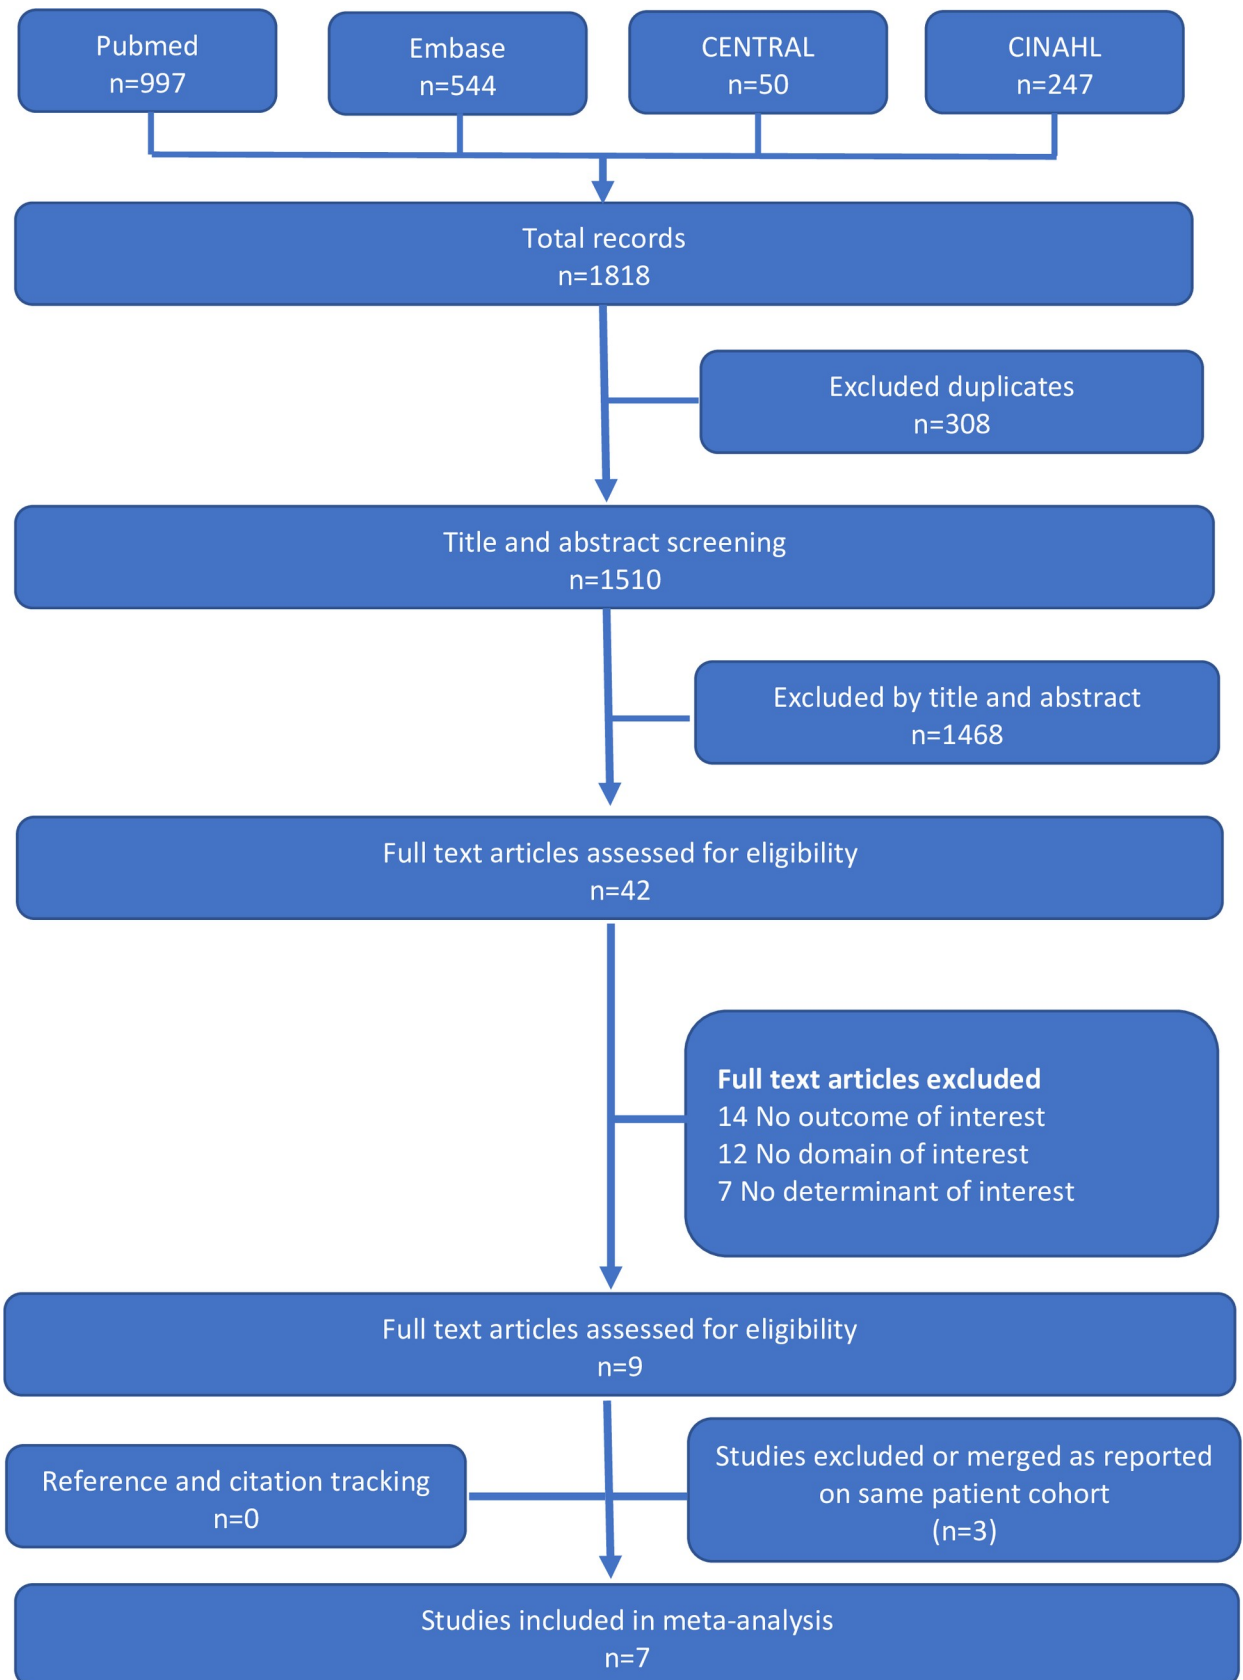 Pubmed
n=997
Embase
n=544
CENTRAL
n=50
CINAHL
n=247
Total records
n=1818
Excluded duplicates
n=308
Title and abstract screening
n=1510
Excluded by title and abstract
n=1468
Full text articles assessed for eligibility
n=42
Full text articles excluded
14 No outcome of interest
12 No domain of interest
7 No determinant of interest
Full text articles assessed for eligibility
n=9
Reference and citation tracking
n=0
Studies excluded or merged as reported
on same patient cohort
(n=3)
Studies included in meta-analysis
n=7